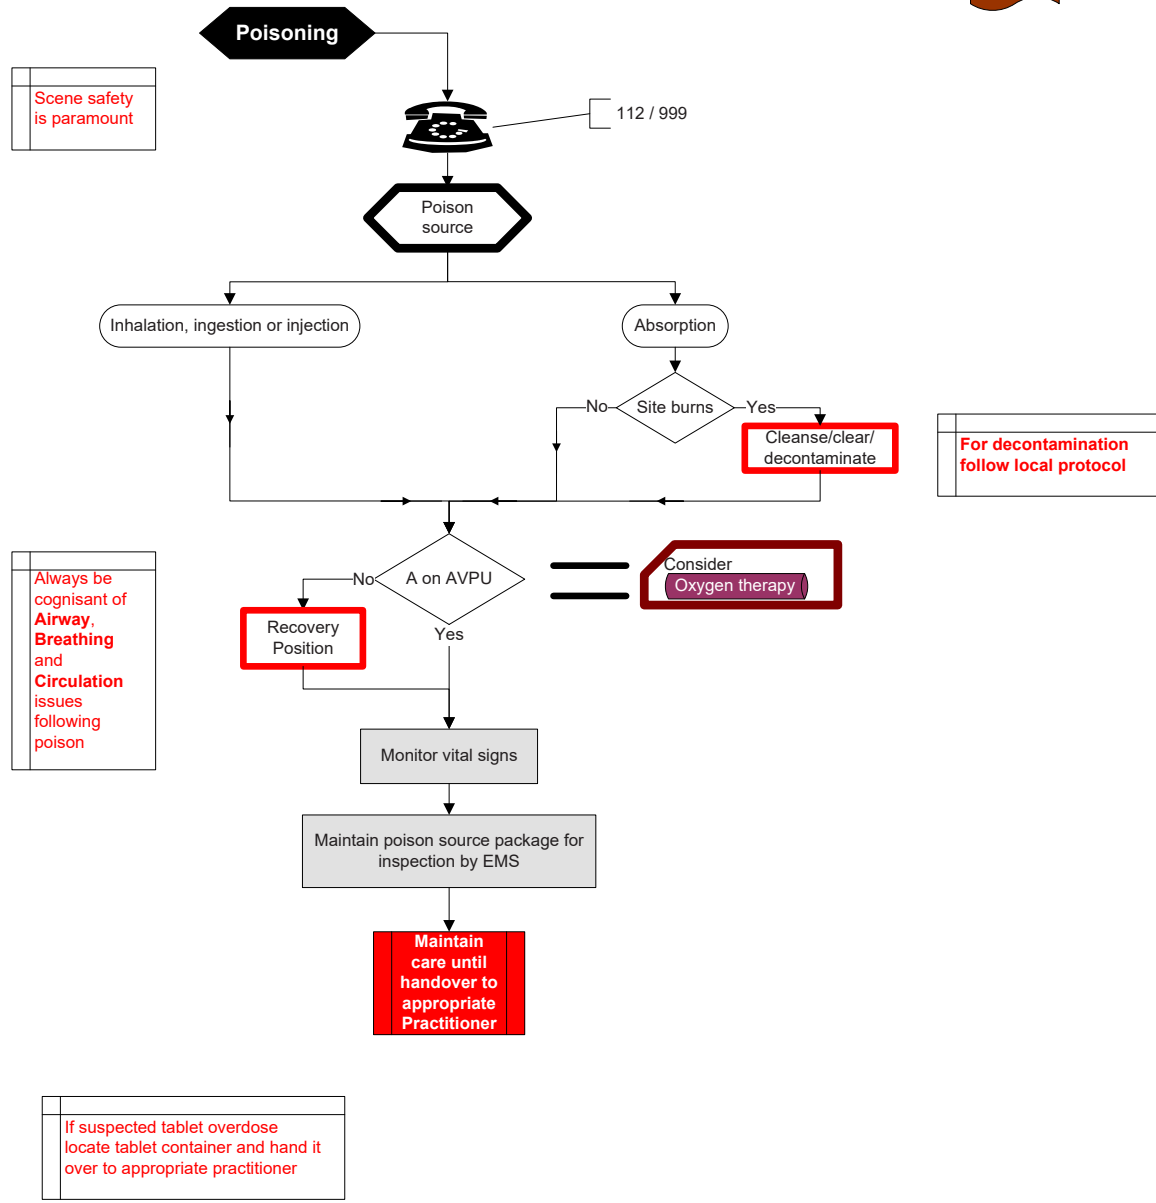 Poisoning
Scene safety
is paramount
112 / 999
Poison
source
Inhalation, ingestion or injection
Absorption
No
Site burns
Yes
Cleanse/clear/
decontaminate
For decontamination
follow local protocol
A on AVPU
No
Yes
Consider
Oxygen therapy
Recovery
Position
Always be
cognisant of
Airway,
Breathing
and
Circulation
issues
following
poison
Monitor vital signs
Maintain poison source package for
inspection by EMS
Maintain
care until
handover to
appropriate
Practitioner
If suspected tablet overdose
locate tablet container and hand it
over to appropriate practitioner